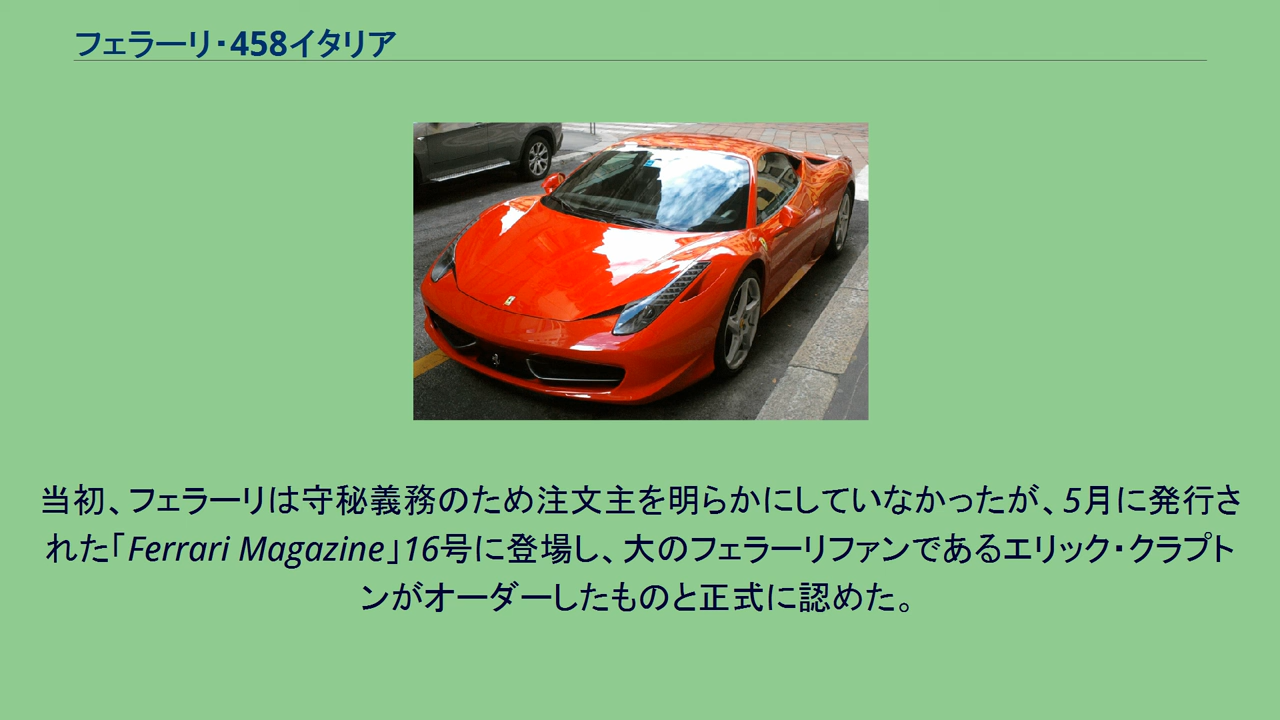 フェラーリ・458イタリア
当初、フェラーリは守秘義務のため注文主を明らかにしていなかったが、5月に発行さ
れた「Ferrari Magazine」16号に登場し、大のフェラーリファンであるエリック・クラプト
ンがオーダーしたものと正式に認めた。